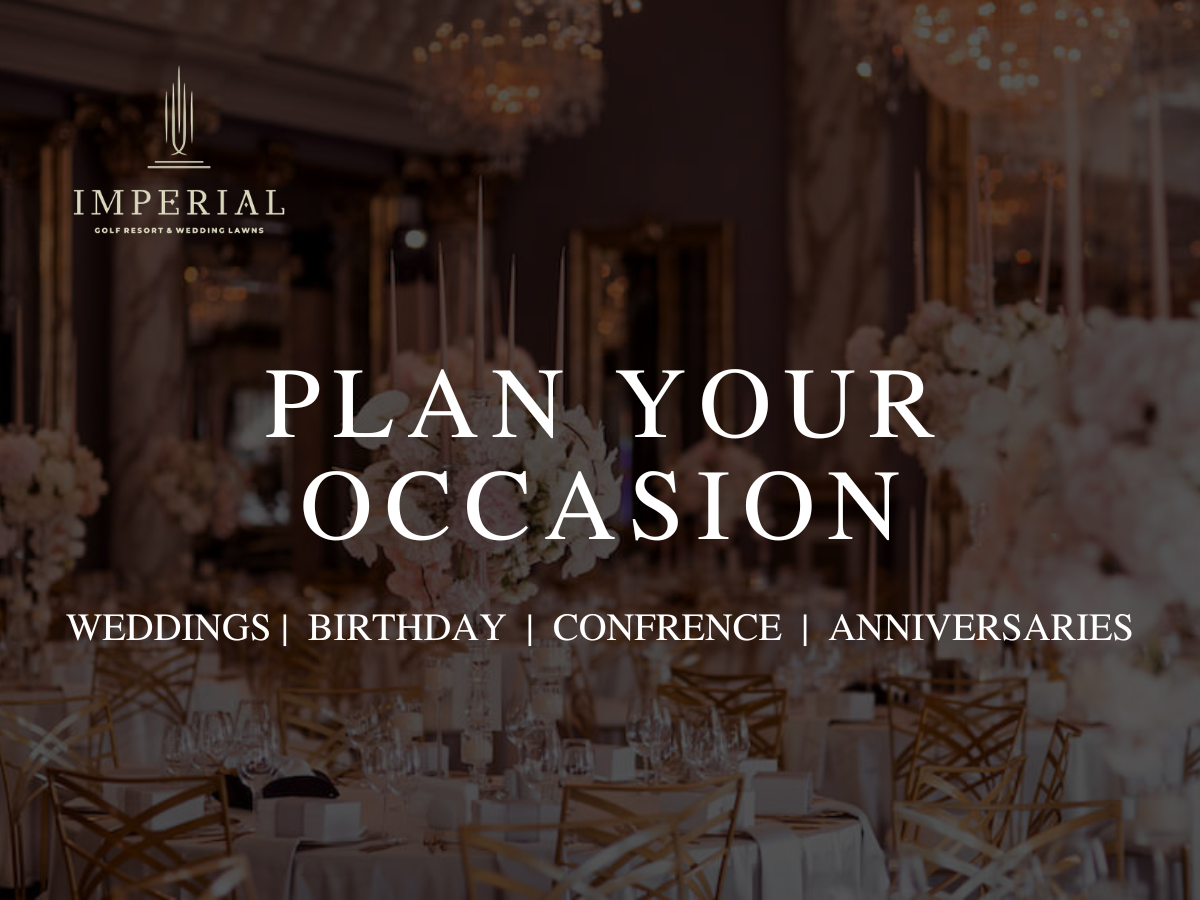 IMPERIAL
GOLF RESORT & WEDDING LAWNS
PLAN YOUR
OCCASION
WEDDINGS | BIRTHDAY | CONFRENCE | ANNIVERSARIES